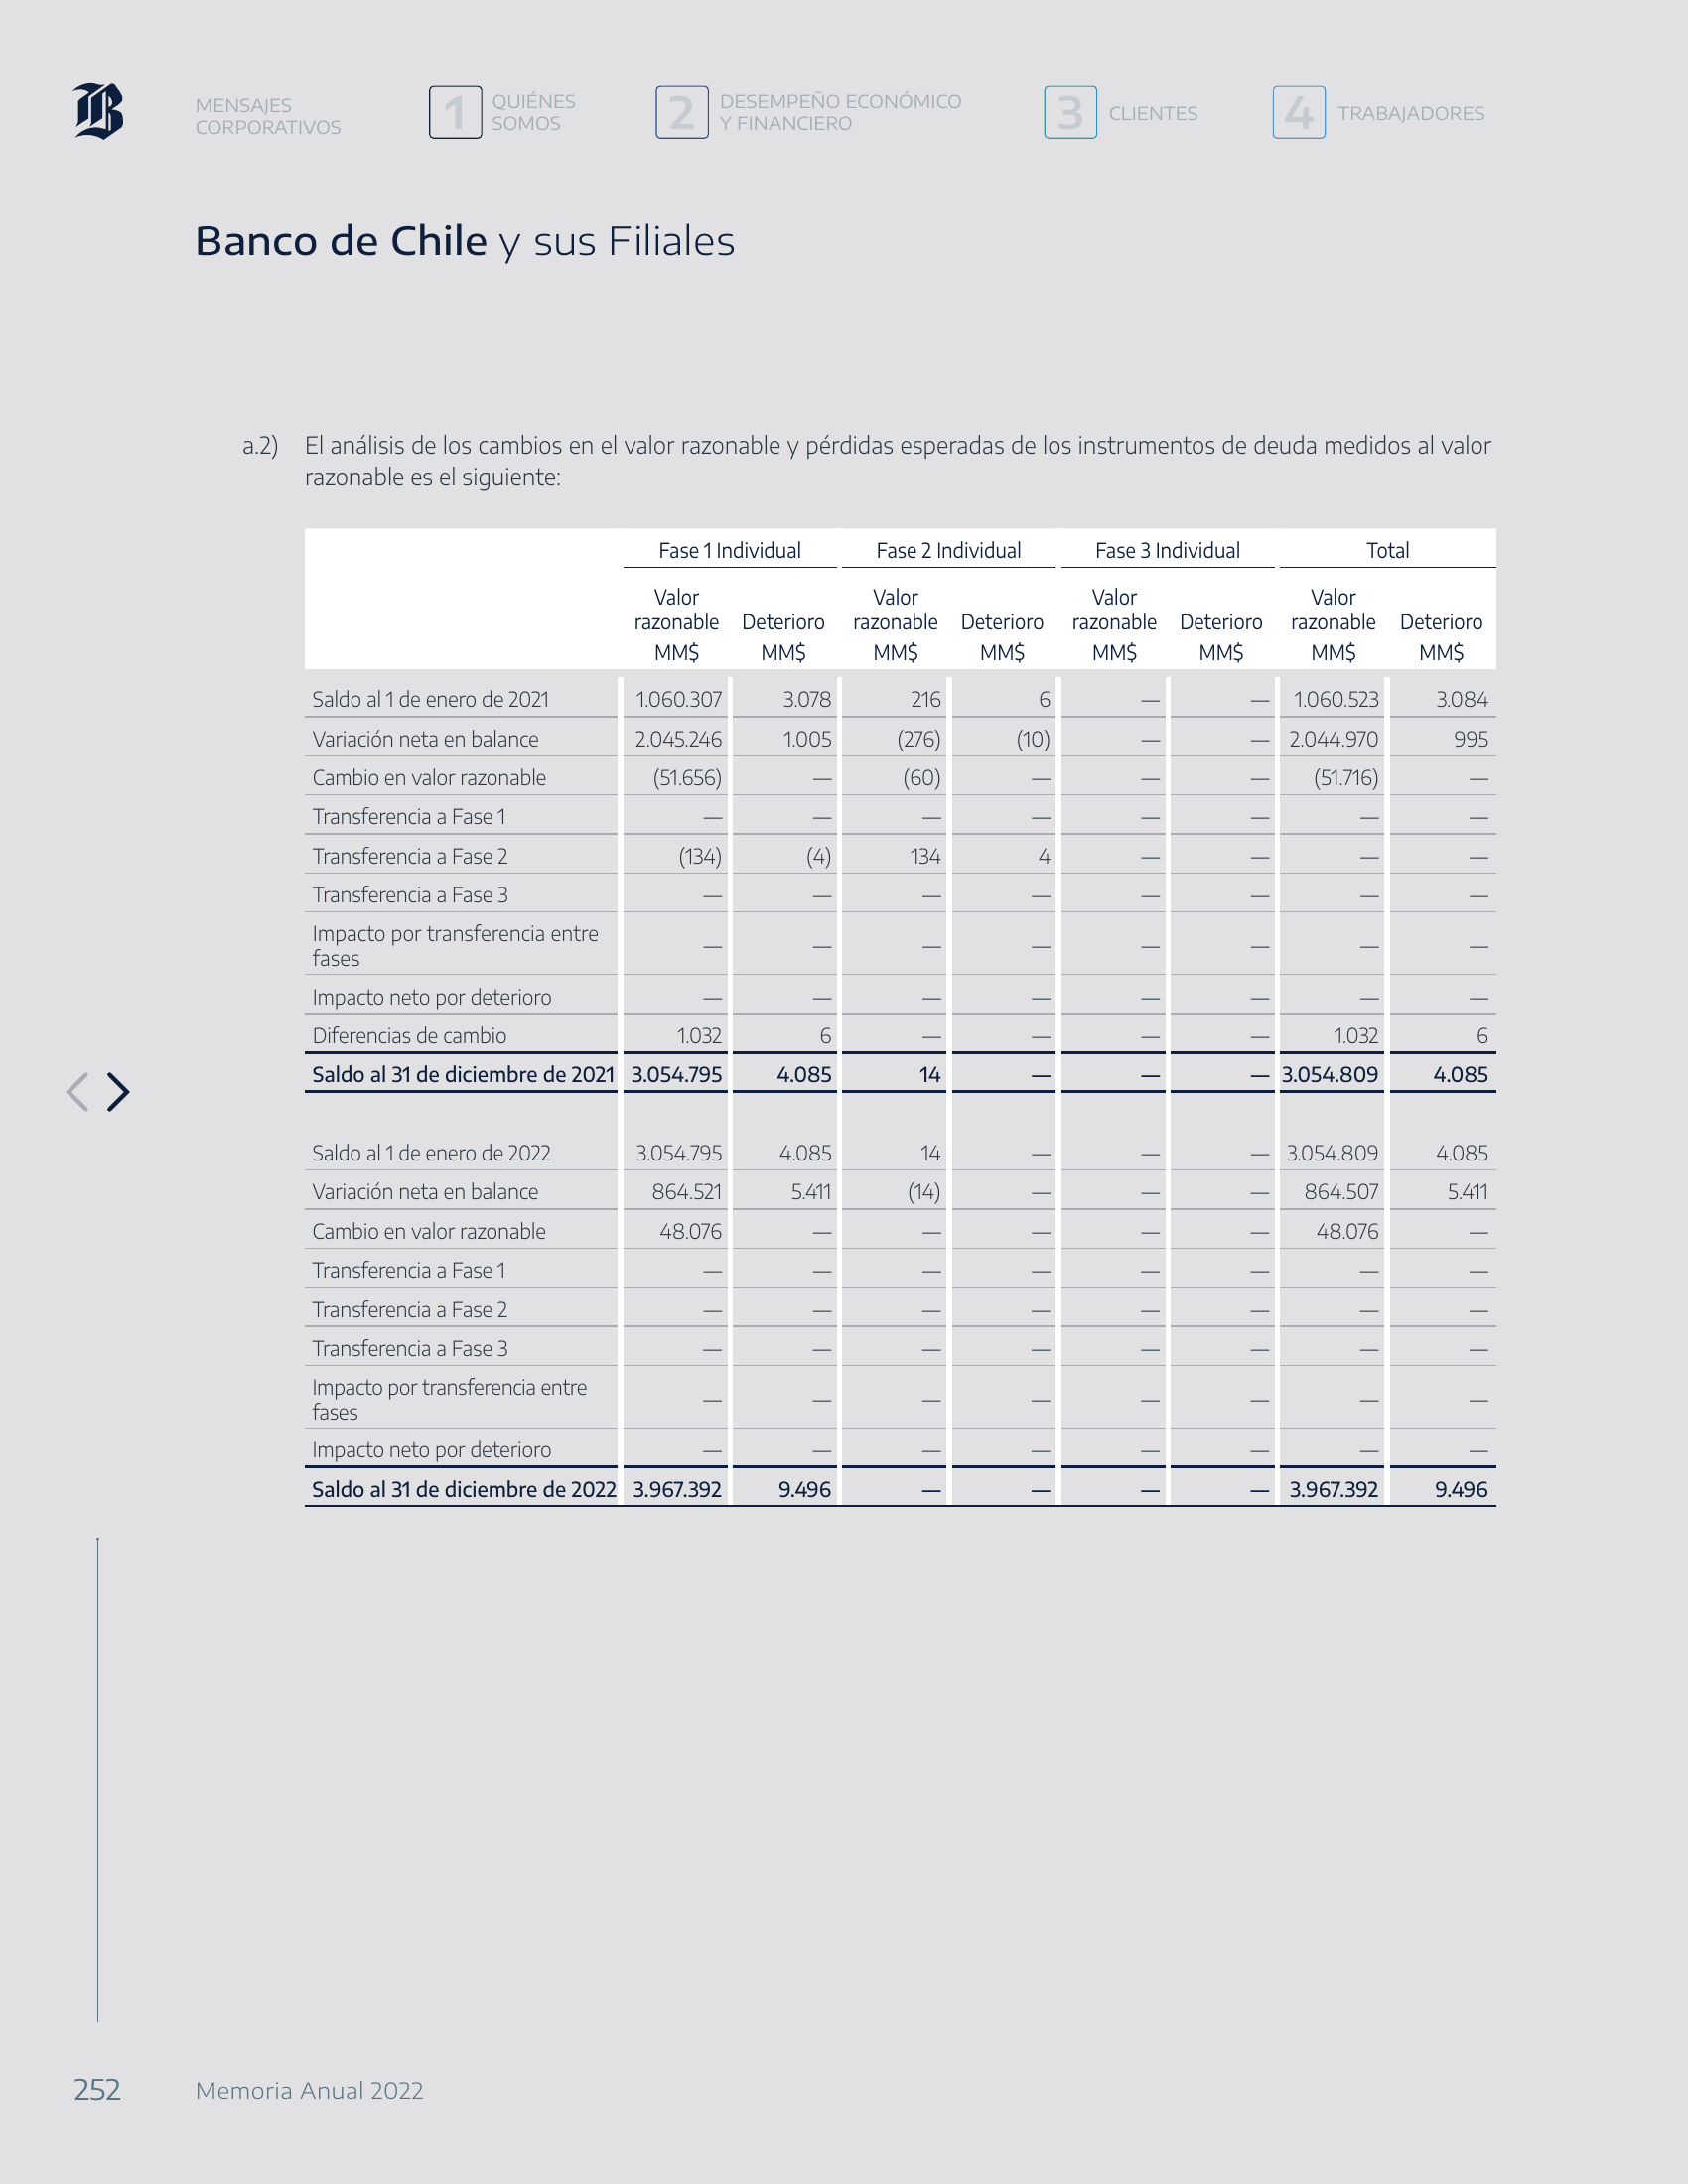 MENSAJES
CORPORATIVOS
1
QUIÉNES
SOMOS
2
DESEMPEÑO ECONÓMICO
Y FINANCIERO
3
CLIENTES
4
TRABAJADORES
Banco de Chile y sus Filiales
a.2) El análisis de los cambios en el valor razonable y pérdidas esperadas de los instrumentos de deuda medidos al valor
razonable es el siguiente:
Fase 1 Individual Fase 2 Individual Fase 3 Individual Total
Valor Valor Valor Valor
razonable Deterioro razonable Deterioro razonable Deterioro razonable Deterioro
MM$ MM$ MM$ MM$ MM$ MM$ MM$ MM$
Saldo al 1 de enero de 2021 1.060.307 3.078 216 6 — — 1.060.523 3.084
Variación neta en balance 2.045.246 1.005 (276) (10) — — 2.044.970 995
Cambio en valor razonable (51.656) — (60) — — — (51.716) —
Transferencia a Fase 1 — — — — — — — —
Transferencia a Fase 2 (134) (4) 134 4 — — — —
Transferencia a Fase 3 — — — — — — — —
Impacto por transferencia entre
fases — — — — — — — —
Impacto neto por deterioro — — — — — — — —
Diferencias de cambio 1.032 6 — — — — 1.032 6
Saldo al 31 de diciembre de 2021 3.054.795 4.085 14 — — — 3.054.809 4.085
Saldo al 1 de enero de 2022 3.054.795 4.085 14 — — — 3.054.809 4.085
Variación neta en balance 864.521 5.411 (14) — — — 864.507 5.411
Cambio en valor razonable 48.076 — — — — — 48.076 —
Transferencia a Fase 1 — — — — — — — —
Transferencia a Fase 2 — — — — — — — —
Transferencia a Fase 3 — — — — — — — —
Impacto por transferencia entre
fases — — — — — — — —
Impacto neto por deterioro — — — — — — — —
Saldo al 31 de diciembre de 2022 3.967.392 9.496 — — — — 3.967.392 9.496
252 Memoria Anual 2022